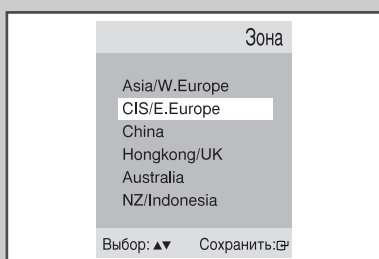 Зона
Asia/W.Europe
CIS/E.Europe
China
Hongkong/UK
Australia
NZ/Indonesia
Выбор: ▲▼ Сохранить: